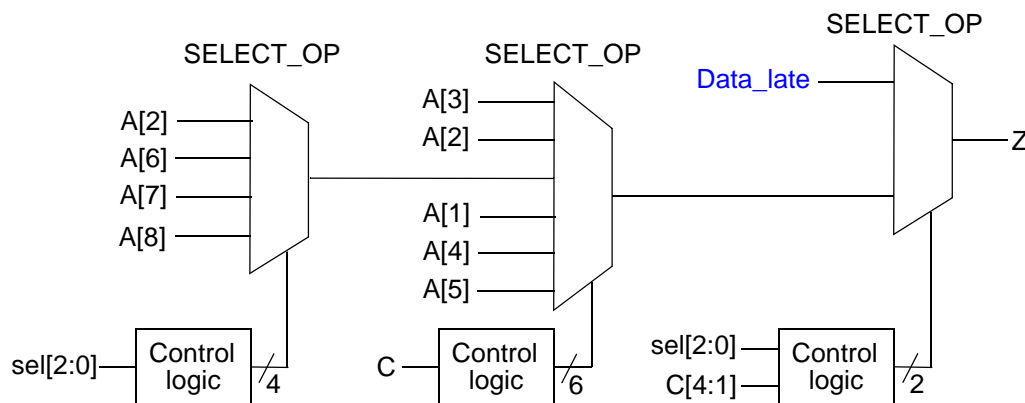 SELECT_OP
SELECT_OP
SELECT_OP
Data_late
A[3]
A[2]
A[2]
A[6]
A[7]
A[8]
Z
A[1]
A[4]
A[5]
sel[2:0]
Control
logic
4
C
Control
logic
6
sel[2:0]
C[4:1]
Control
logic
2